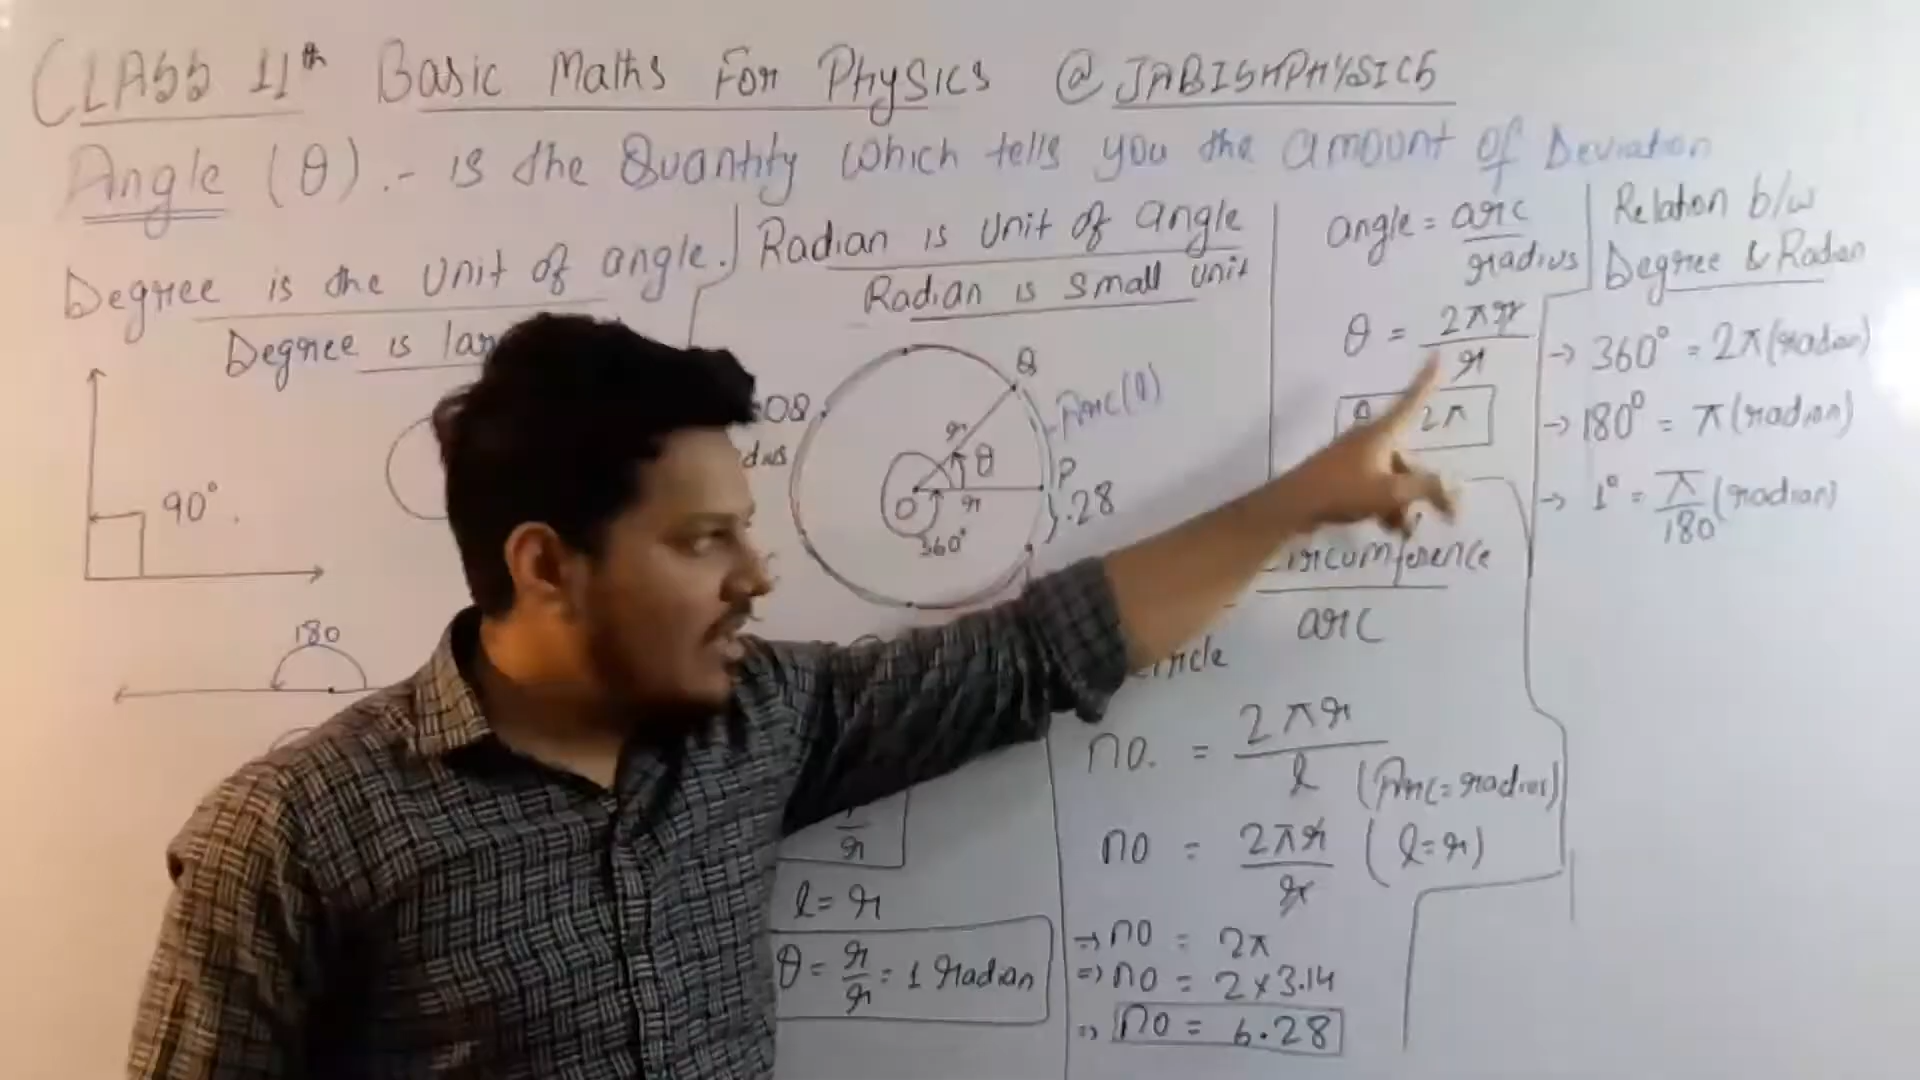 CLASS 11th Basic Maths For Physics @JABISHPHYSICS
Angle (θ).- is the Quantity which tells you the amount of Deviation
Degree is the unit of angle.
Degree is
90°.
180
Radian is unit of angle
Radian is small unit
Q
Arc(l)
r
θ
P
O
r
360°
.28
l = r
θ = r/r = 1 radian
angle = arc/radius
θ = 2πr/r
2π
circumference
arc
circle
no. = 2πr/l (Arc = radius)
no = 2πr/r (l=r)
⇒ no = 2π
⇒ no = 2×3.14
⇒ no = 6.28
Relation b/w
Degree & Radian
→ 360° = 2π(radian)
→ 180° = π(radian)
→ 1° = π/180 (radian)